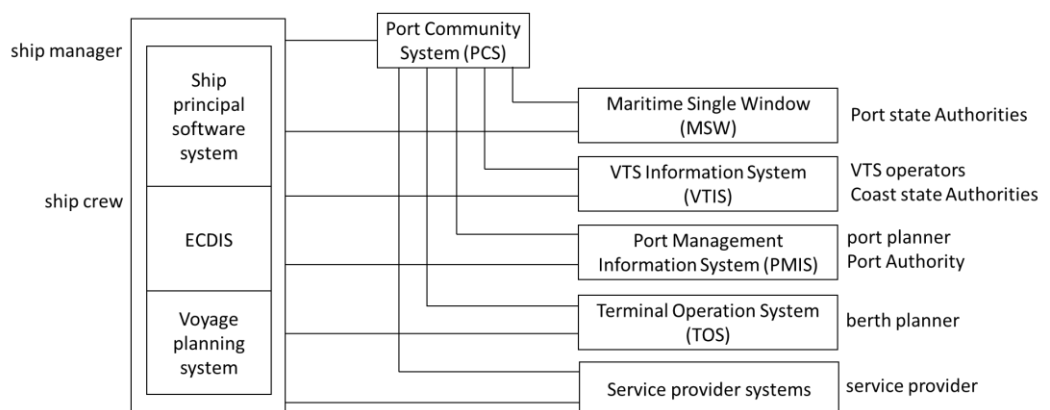 ship manager
ship crew
Ship
principal
software
system
ECDIS
Voyage
planning
system
Port Community
System (PCS)
Maritime Single Window
(MSW)
Port state Authorities
VTS Information System
(VTIS)
VTS operators
Coast state Authorities
Port Management
Information System (PMIS)
port planner
Port Authority
Terminal Operation System
(TOS)
berth planner
Service provider systems
service provider